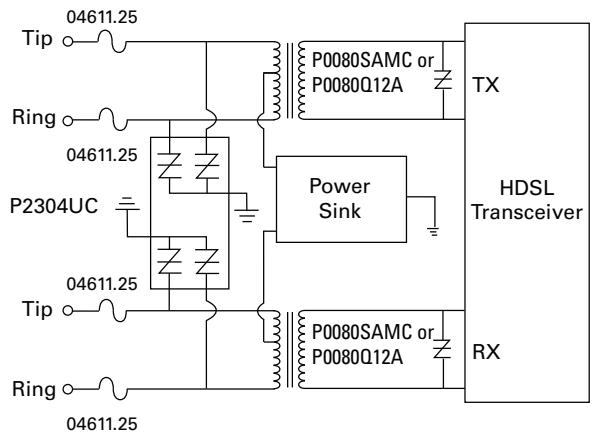 04611.25
Tip
P0080SAMC or
P0080Q12A
TX
Ring
04611.25
P2304UC
Power
Sink
HDSL
Transceiver
04611.25
Tip
P0080SAMC or
P0080Q12A
RX
Ring
04611.25